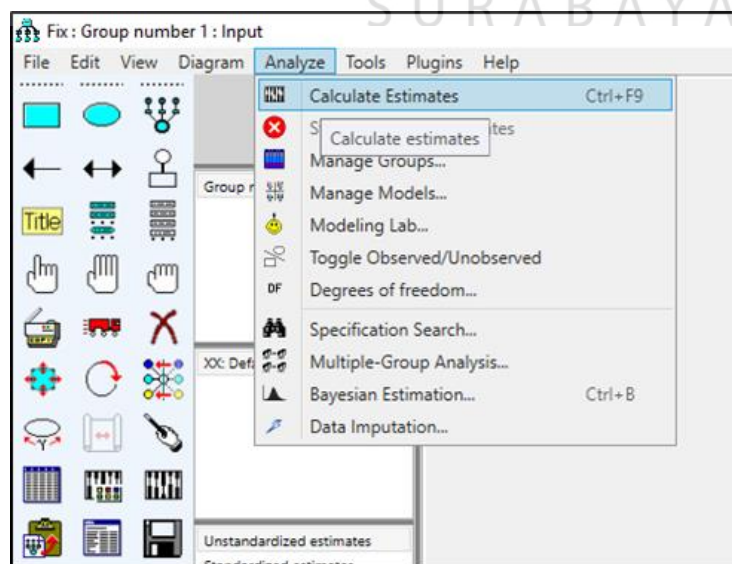 SURABAYA
Fix : Group number 1 : Input
File Edit View Diagram Analyze Tools Plugins Help
Calculate Estimates Ctrl+F9
Calculate estimates
Manage Groups...
Manage Models...
Modeling Lab...
Toggle Observed/Unobserved
DF Degrees of freedom...
Specification Search...
Multiple-Group Analysis...
Bayesian Estimation... Ctrl+B
Data Imputation...
Title
Group
XX: Def
Unstandardized estimates